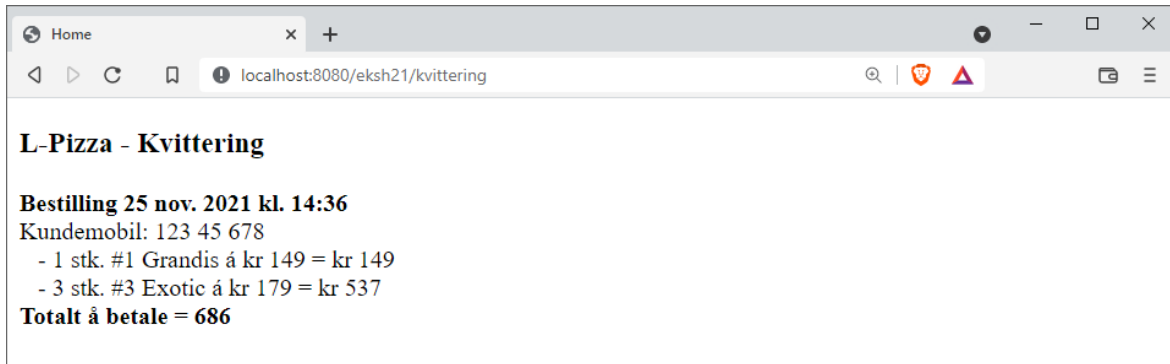 Home
localhost:8080/eksh21/kvittering
L-Pizza - Kvittering
Bestilling 25 nov. 2021 kl. 14:36
Kundemobil: 123 45 678
- 1 stk. #1 Grandis á kr 149 = kr 149
- 3 stk. #3 Exotic á kr 179 = kr 537
Totalt å betale = 686